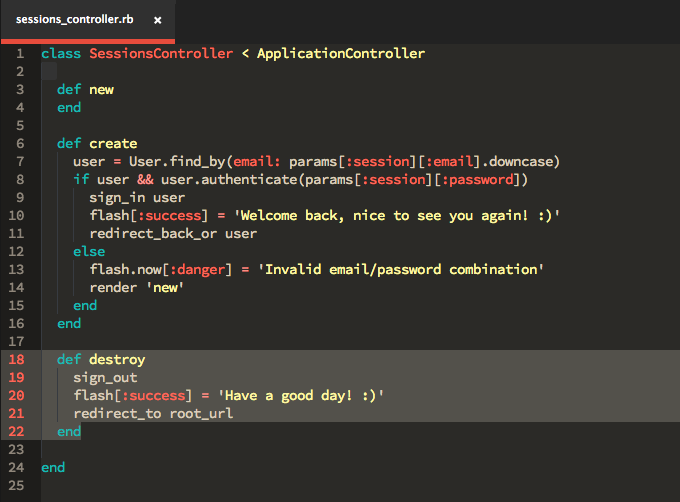 sessions_controller.rb ×
1 class SessionsController < ApplicationController
2
3   def new
4   end
5
6   def create
7     user = User.find_by(email: params[:session][:email].downcase)
8     if user && user.authenticate(params[:session][:password])
9       sign_in user
10       flash[:success] = 'Welcome back, nice to see you again! :)'
11       redirect_back_or user
12     else
13       flash.now[:danger] = 'Invalid email/password combination'
14       render 'new'
15     end
16   end
17
18   def destroy
19     sign_out
20     flash[:success] = 'Have a good day! :)'
21     redirect_to root_url
22   end
23
24 end
25